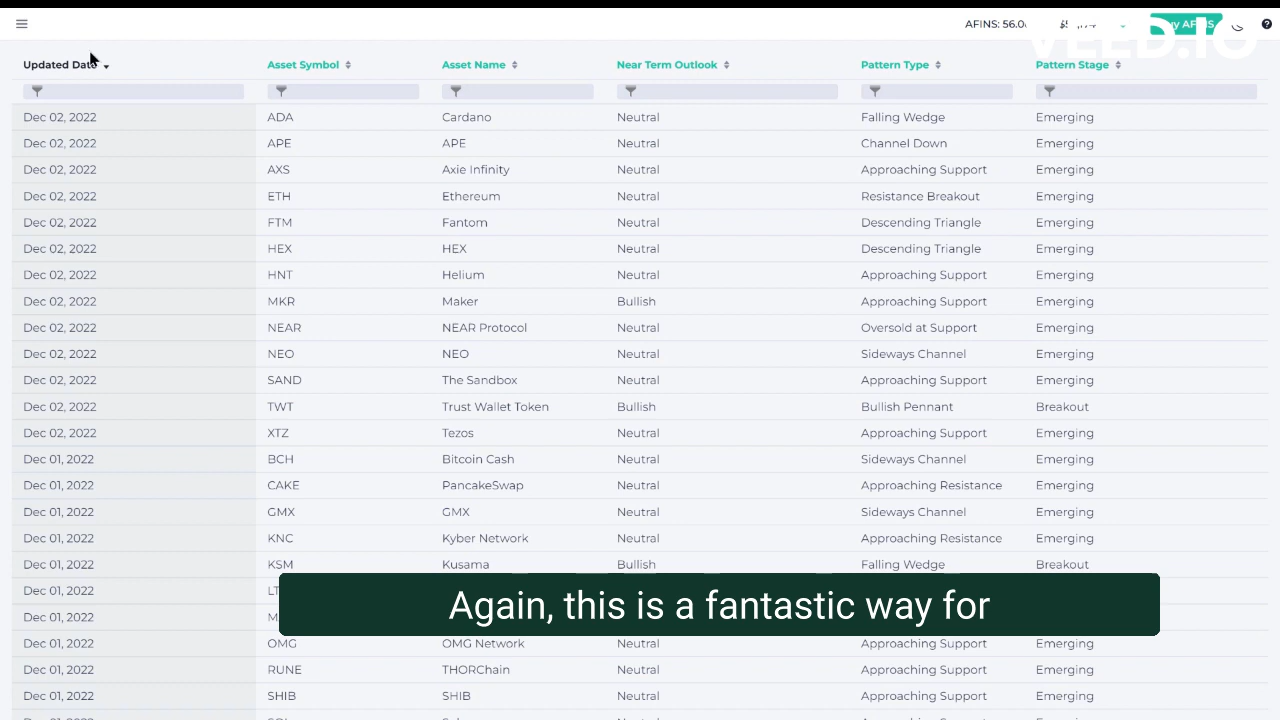 AFINS: 56.0
VEED.IO
Updated Date Asset Symbol Asset Name Near Term Outlook Pattern Type Pattern Stage
Dec 02, 2022 ADA Cardano Neutral Falling Wedge Emerging
Dec 02, 2022 APE APE Neutral Channel Down Emerging
Dec 02, 2022 AXS Axie Infinity Neutral Approaching Support Emerging
Dec 02, 2022 ETH Ethereum Neutral Resistance Breakout Emerging
Dec 02, 2022 FTM Fantom Neutral Descending Triangle Emerging
Dec 02, 2022 HEX HEX Neutral Descending Triangle Emerging
Dec 02, 2022 HNT Helium Neutral Approaching Support Emerging
Dec 02, 2022 MKR Maker Bullish Approaching Support Emerging
Dec 02, 2022 NEAR NEAR Protocol Neutral Oversold at Support Emerging
Dec 02, 2022 NEO NEO Neutral Sideways Channel Emerging
Dec 02, 2022 SAND The Sandbox Neutral Approaching Support Emerging
Dec 02, 2022 TWT Trust Wallet Token Bullish Bullish Pennant Breakout
Dec 02, 2022 XTZ Tezos Neutral Approaching Support Emerging
Dec 01, 2022 BCH Bitcoin Cash Neutral Sideways Channel Emerging
Dec 01, 2022 CAKE PancakeSwap Neutral Approaching Resistance Emerging
Dec 01, 2022 GMX GMX Neutral Sideways Channel Emerging
Dec 01, 2022 KNC Kyber Network Neutral Approaching Resistance Emerging
Dec 01, 2022 KSM Kusama Bullish Falling Wedge Breakout
Dec 01, 2022
Again, this is a fantastic way for
Dec 01, 2022
Dec 01, 2022 OMG OMG Network Neutral Approaching Support Emerging
Dec 01, 2022 RUNE THORChain Neutral Approaching Support Emerging
Dec 01, 2022 SHIB SHIB Neutral Approaching Support Emerging